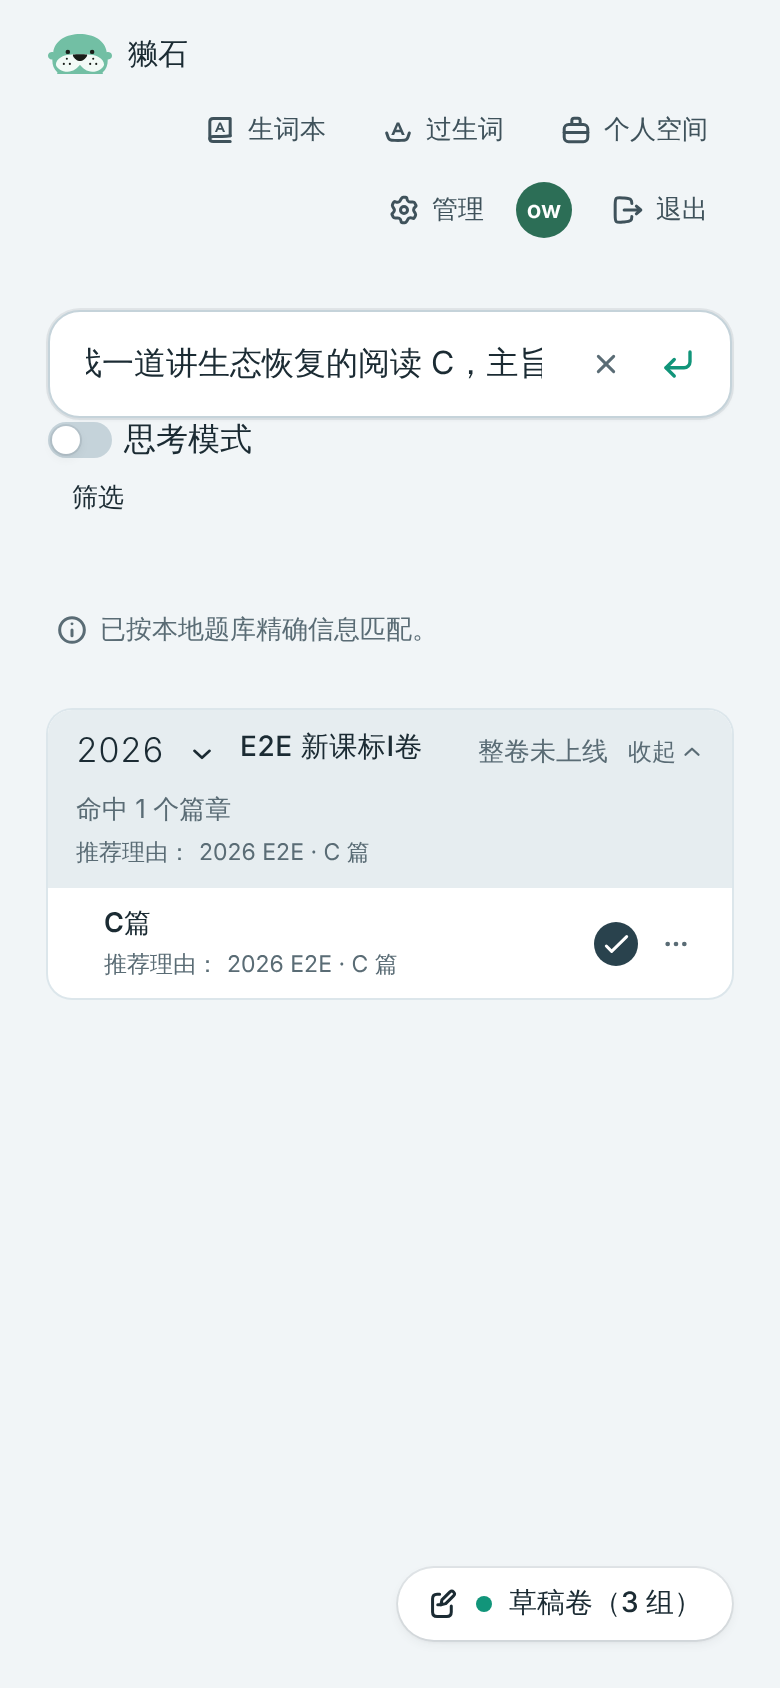 獭石
生词本 过生词 个人空间
管理 ow 退出
一道讲生态恢复的阅读 C，主旨
思考模式
筛选
已按本地题库精确信息匹配。
2026 E2E 新课标I卷 整卷未上线 收起
命中 1 个篇章
推荐理由： 2026 E2E · C 篇
C篇
推荐理由： 2026 E2E · C 篇
草稿卷（3 组）